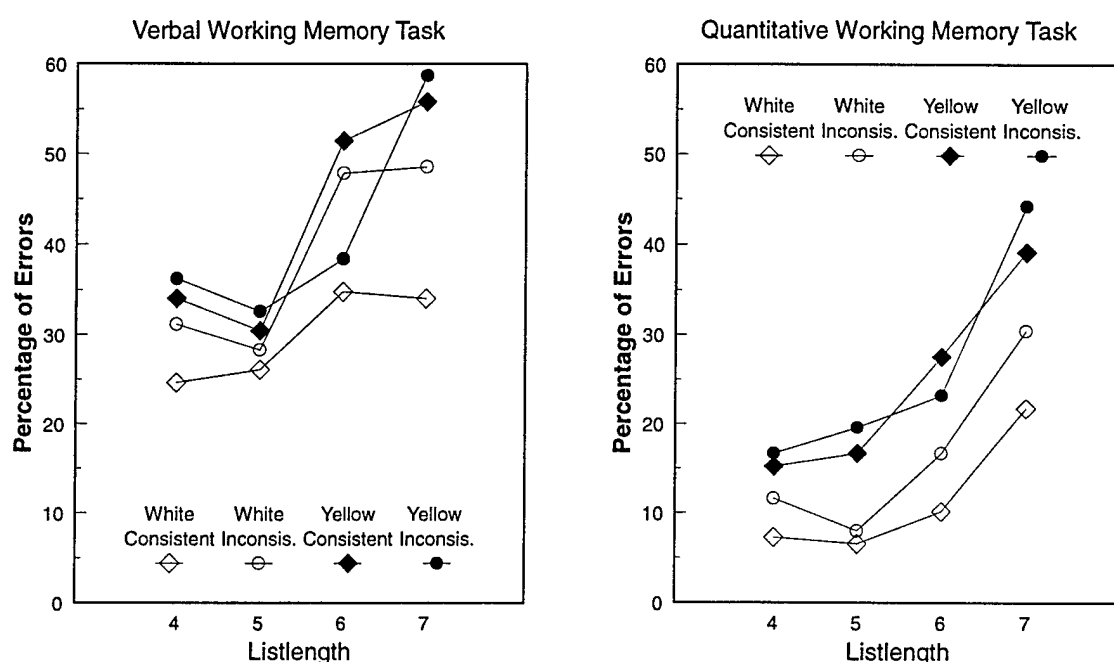 Verbal Working Memory Task
60
50
40
30
20
10
0
Percentage of Errors
White White Yellow Yellow
Consistent Inconsis. Consistent Inconsis.
4 5 6 7
Listlength
Quantitative Working Memory Task
60
50
40
30
20
10
0
Percentage of Errors
White White Yellow Yellow
Consistent Inconsis. Consistent Inconsis.
4 5 6 7
Listlength